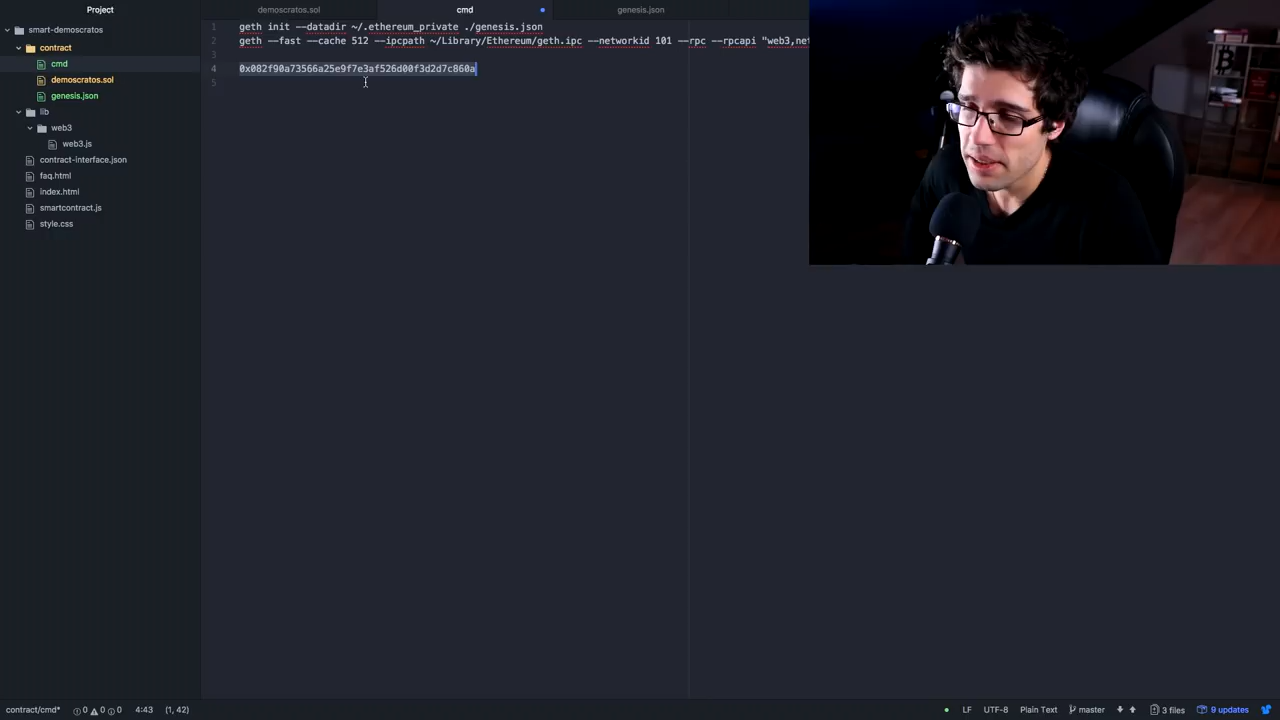 Project
smart-demoscratos
contract
cmd
demoscratos.sol
genesis.json
lib
web3
web3.js
contract-interface.json
faq.html
index.html
smartcontract.js
style.css
demoscratos.sol
cmd
genesis.json
1 geth init --datadir ~/.ethereum_private ./genesis.json
2 geth --fast --cache 512 --ipcpath ~/Library/Ethereum/geth.ipc --networkid 101 --rpc --rpcapi "web3,net
3
4 0x082f90a73566a25e9f7e3af526d00f3d2d7c860a
5
contract/cmd* 0 0 0 4:43 (1, 42)
LF UTF-8 Plain Text master 3 files 9 updates